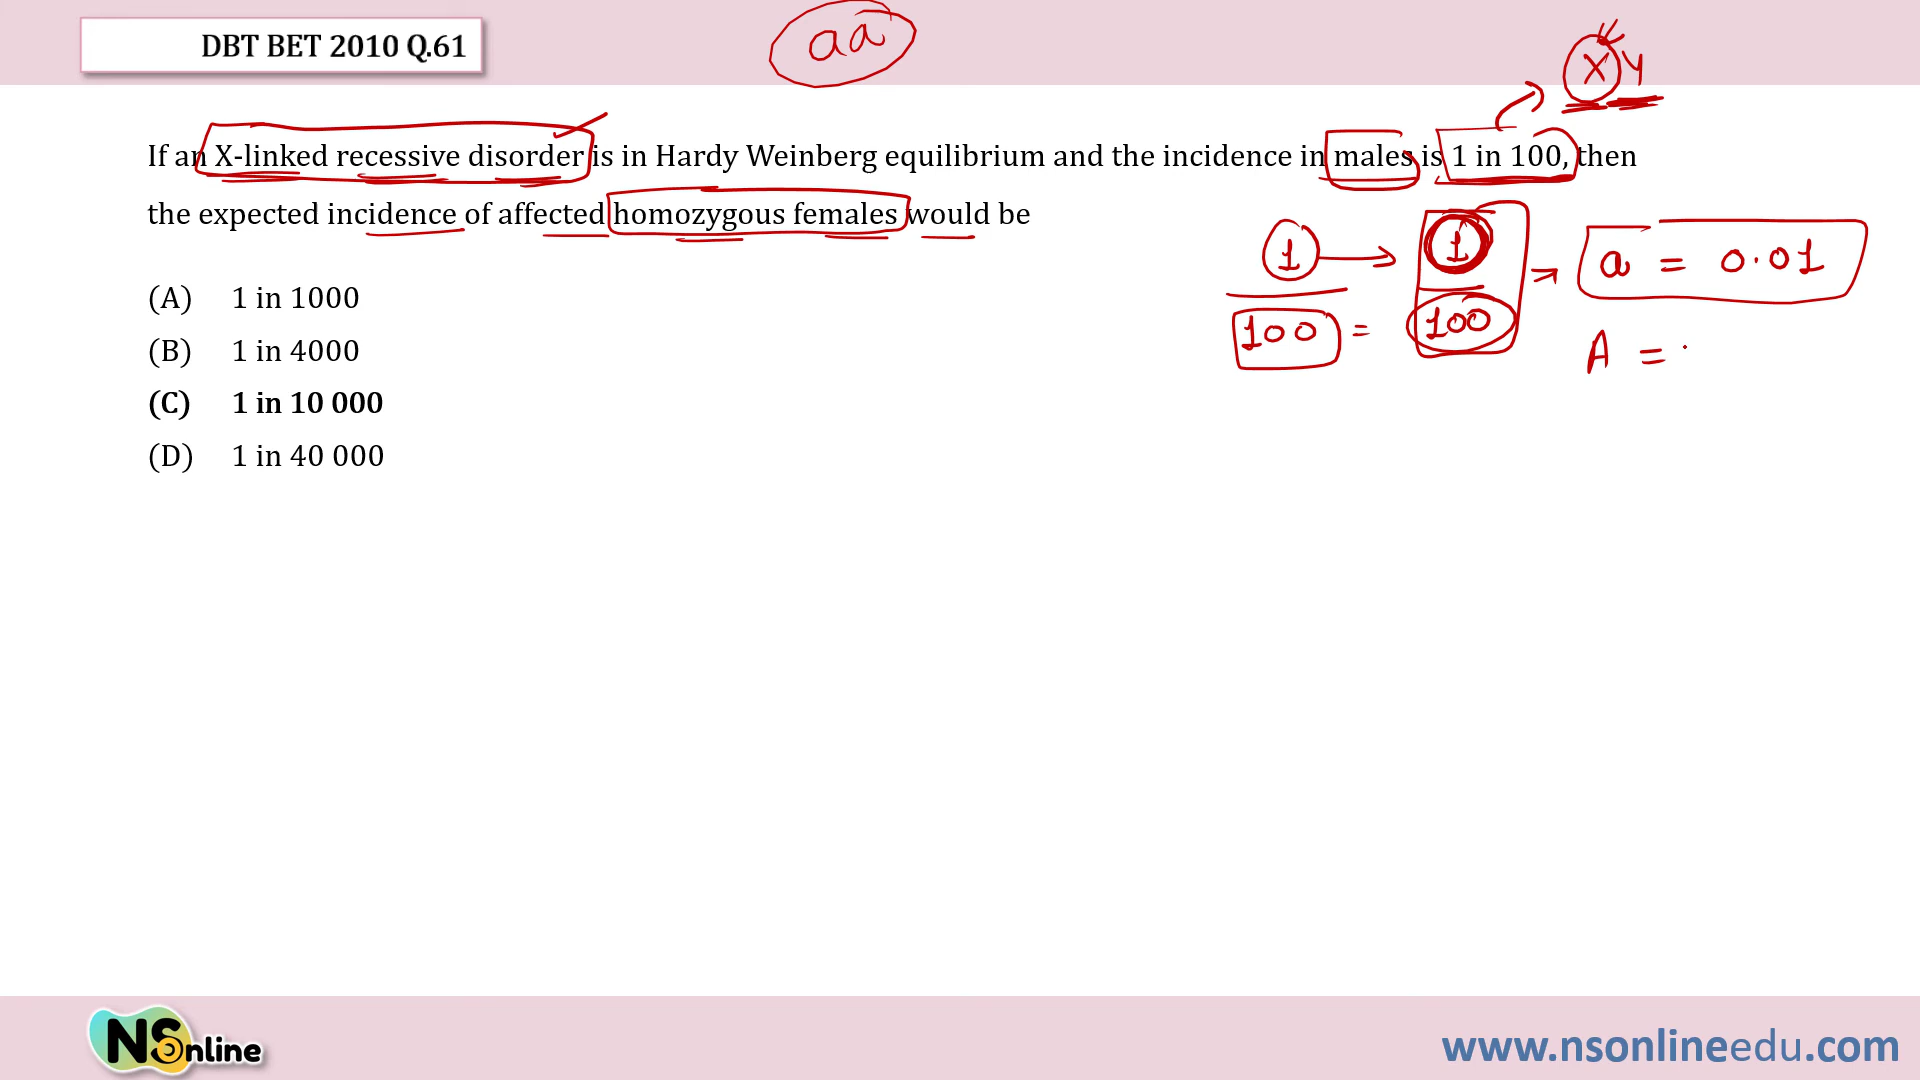 DBT BET 2010 Q.61
aa
X Y
If an X-linked recessive disorder is in Hardy Weinberg equilibrium and the incidence in males is 1 in 100, then
the expected incidence of affected homozygous females would be
1 → 1 → a = 0.01
100 = 100
A =
(A) 1 in 1000
(B) 1 in 4000
(C) 1 in 10 000
(D) 1 in 40 000
NSonline
www.nsonlineedu.com